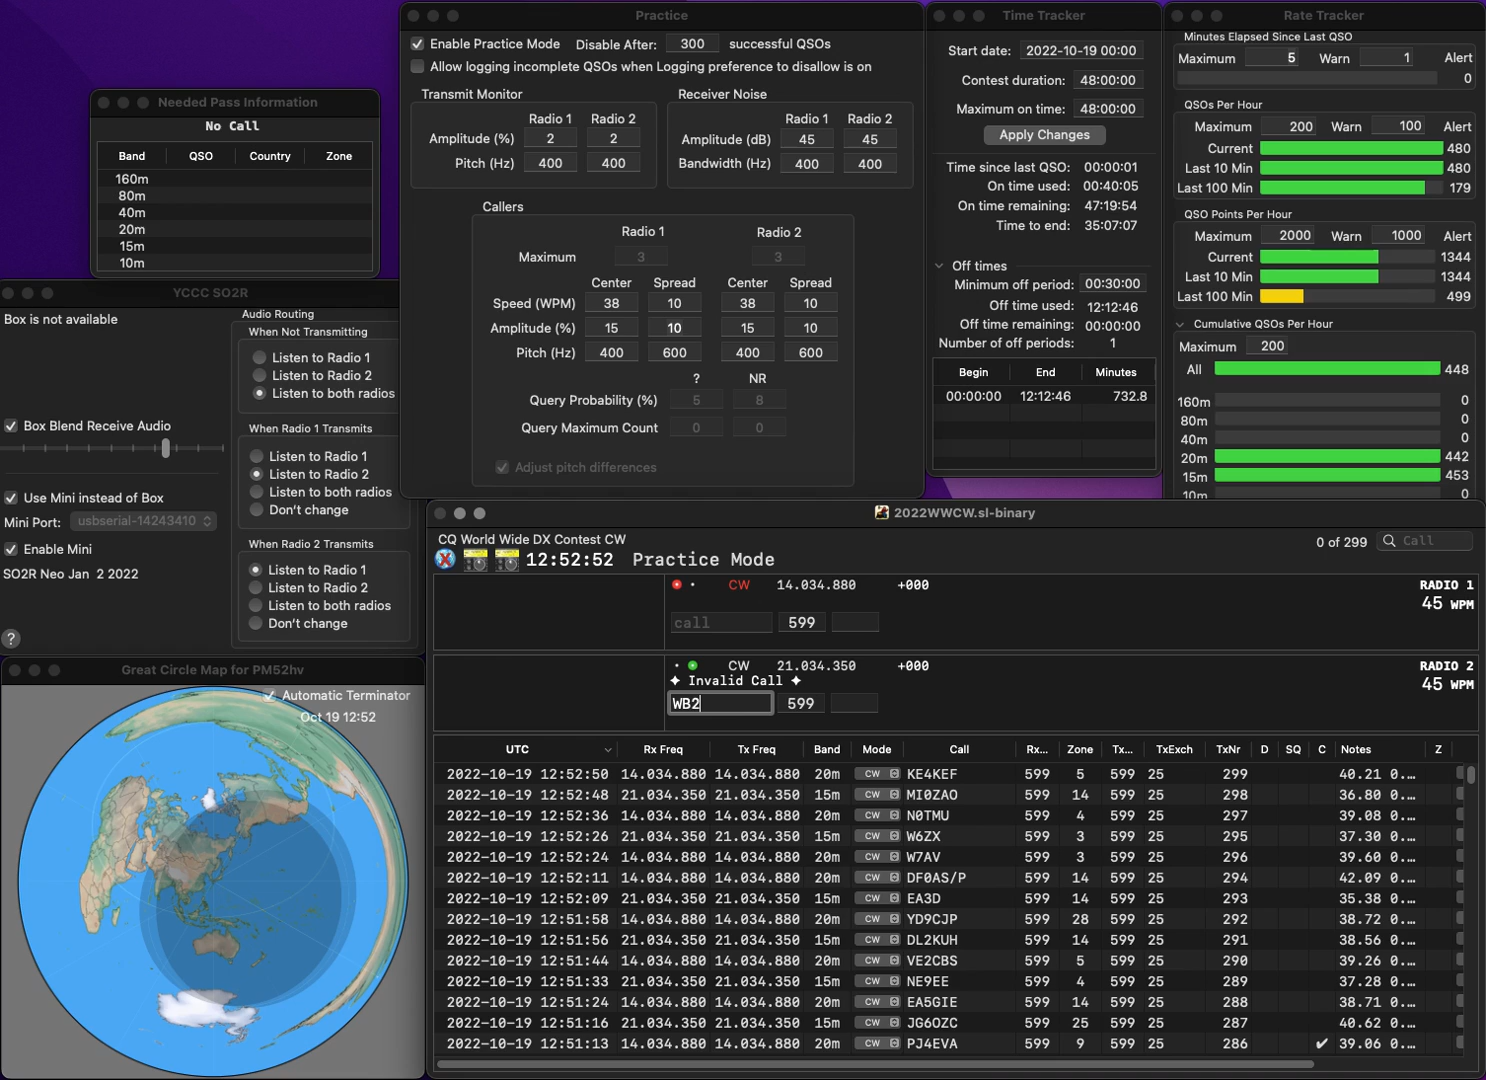 Needed Pass Information
No Call
Band QSO Country Zone
160m
80m
40m
20m
15m
10m
YCCC SO2R
Box is not available
Audio Routing
When Not Transmitting
Listen to Radio 1
Listen to Radio 2
Listen to both radios
Box Blend Receive Audio
When Radio 1 Transmits
Listen to Radio 1
Listen to Radio 2
Listen to both radios
Don't change
Use Mini instead of Box
Mini Port: usbserial-14243410
Enable Mini
SO2R Neo Jan 2 2022
When Radio 2 Transmits
Listen to Radio 1
Listen to Radio 2
Listen to both radios
Don't change
?
Great Circle Map for PM52hv
Automatic Terminator
Oct 19 12:52
Practice
Enable Practice Mode Disable After: 300 successful QSOs
Allow logging incomplete QSOs when Logging preference to disallow is on
Transmit Monitor
Radio 1 Radio 2
Amplitude (%) 2 2
Pitch (Hz) 400 400
Receiver Noise
Radio 1 Radio 2
Amplitude (dB) 45 45
Bandwidth (Hz) 400 400
Callers
Radio 1 Radio 2
Maximum 3 3
Center Spread Center Spread
Speed (WPM) 38 10 38 10
Amplitude (%) 15 10 15 10
Pitch (Hz) 400 600 400 600
? NR
Query Probability (%) 5 8
Query Maximum Count 0 0
Adjust pitch differences
Time Tracker
Start date: 2022-10-19 00:00
Contest duration: 48:00:00
Maximum on time: 48:00:00
Apply Changes
Time since last QSO: 00:00:01
On time used: 00:40:05
On time remaining: 47:19:54
Time to end: 35:07:07
Off times
Minimum off period: 00:30:00
Off time used: 12:12:46
Off time remaining: 00:00:00
Number of off periods: 1
Begin End Minutes
00:00:00 12:12:46 732.8
Rate Tracker
Minutes Elapsed Since Last QSO
Maximum 5 Warn 1 Alert
0
QSOs Per Hour
Maximum 200 Warn 100 Alert
Current 480
Last 10 Min 480
Last 100 Min 179
QSO Points Per Hour
Maximum 2000 Warn 1000 Alert
Current 1344
Last 10 Min 1344
Last 100 Min 499
Cumulative QSOs Per Hour
Maximum 200
All 448
160m 0
80m 0
40m 0
20m 442
15m 453
10m 0
2022WWCW.sl-binary
CQ World Wide DX Contest CW
12:52:52 Practice Mode
0 of 299 Call
CW 14.034.880 +000 RADIO 1
45 WPM
call 599
CW 21.034.350 +000 RADIO 2
✦ Invalid Call ✦ 45 WPM
WB2 599
UTC Rx Freq Tx Freq Band Mode Call Rx... Zone Tx... TxExch TxNr D SQ C Notes Z
2022-10-19 12:52:50 14.034.880 14.034.880 20m CW KE4KEF 599 5 599 25 299 40.21 0.…
2022-10-19 12:52:48 21.034.350 21.034.350 15m CW MI0ZAO 599 14 599 25 298 36.80 0.…
2022-10-19 12:52:36 14.034.880 14.034.880 20m CW N0TMU 599 4 599 25 297 39.08 0.…
2022-10-19 12:52:26 21.034.350 21.034.350 15m CW W6ZX 599 3 599 25 295 37.30 0.…
2022-10-19 12:52:24 14.034.880 14.034.880 20m CW W7AV 599 3 599 25 296 39.60 0.…
2022-10-19 12:52:11 14.034.880 14.034.880 20m CW DF0AS/P 599 14 599 25 294 42.09 0.…
2022-10-19 12:52:09 21.034.350 21.034.350 15m CW EA3D 599 14 599 25 293 35.38 0.…
2022-10-19 12:51:58 14.034.880 14.034.880 20m CW YD9CJP 599 28 599 25 292 38.72 0.…
2022-10-19 12:51:56 21.034.350 21.034.350 15m CW DL2KUH 599 14 599 25 291 38.56 0.…
2022-10-19 12:51:44 14.034.880 14.034.880 20m CW VE2CBS 599 5 599 25 290 39.26 0.…
2022-10-19 12:51:33 21.034.350 21.034.350 15m CW NE9EE 599 4 599 25 289 37.28 0.…
2022-10-19 12:51:24 14.034.880 14.034.880 20m CW EA5GIE 599 14 599 25 288 38.71 0.…
2022-10-19 12:51:16 21.034.350 21.034.350 15m CW JG6OZC 599 25 599 25 287 40.62 0.…
2022-10-19 12:51:13 14.034.880 14.034.880 20m CW PJ4EVA 599 9 599 25 286 ✔ 39.06 0.…